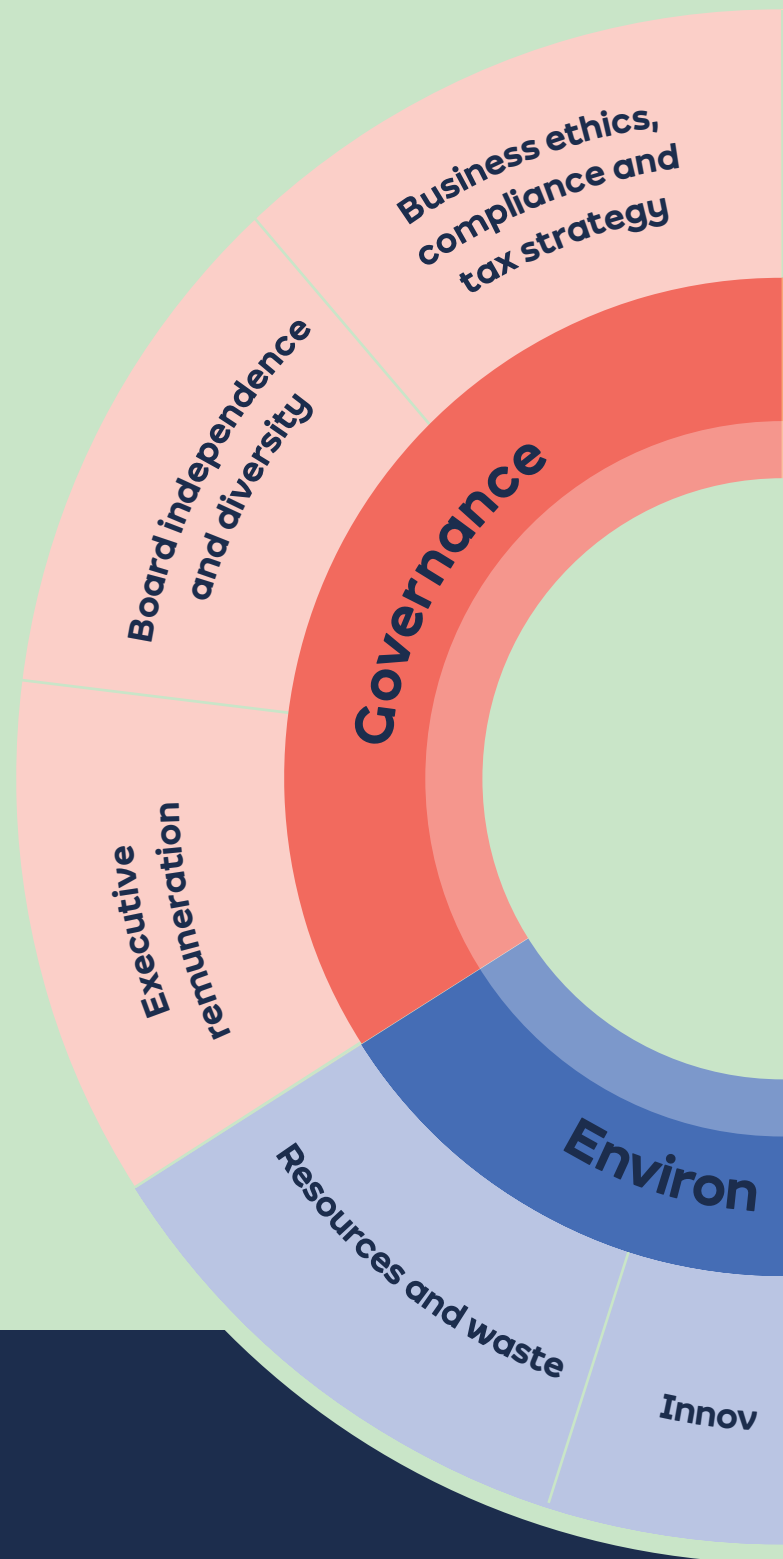 Business ethics,
compliance and
tax strategy
Board independence
and diversity
Governance
Executive
remuneration
Environ
Resources and waste
Innov